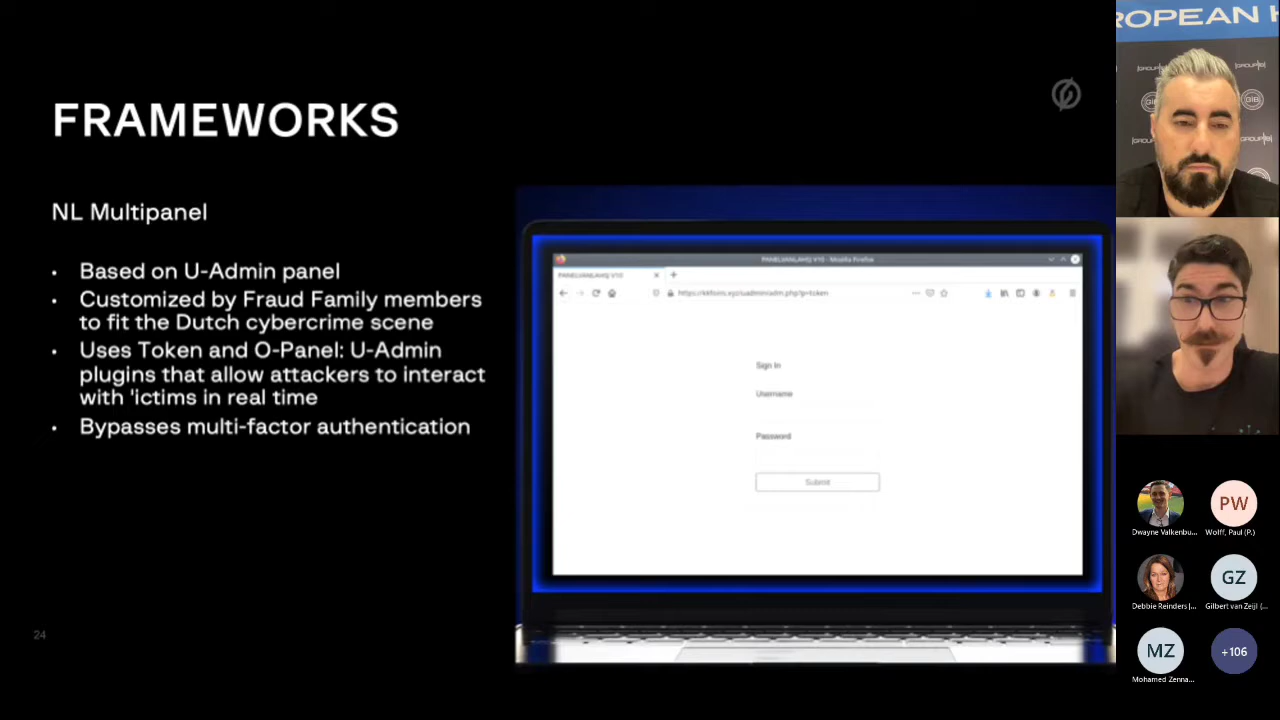 FRAMEWORKS
NL Multipanel
• Based on U-Admin panel
• Customized by Fraud Family members
to fit the Dutch cybercrime scene
• Uses Token and O-Panel: U-Admin
plugins that allow attackers to interact
with 'ictims in real time
• Bypasses multi-factor authentication
24
Sign In
Username
Password
Submit
ROPEAN H
GIB
Dwayne Valkenbu...
PW
Wolff, Paul (P.)
Debbie Reinders |...
GZ
Gilbert van Zeijl (...
MZ
Mohamed Zenna...
+106